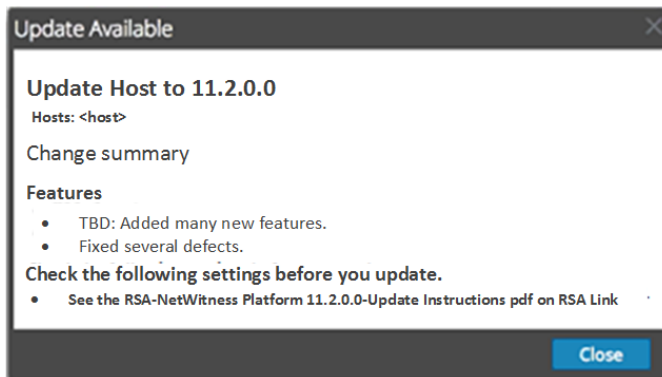 Update Available
Update Host to 11.2.0.0
Hosts: <host>
Change summary
Features
• TBD: Added many new features.
• Fixed several defects.
Check the following settings before you update.
• See the RSA-NetWitness Platform 11.2.0.0-Update Instructions pdf on RSA Link
Close